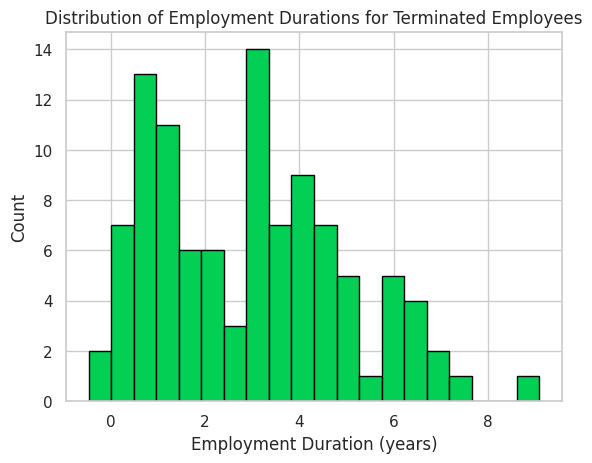 Distribution of Employment Durations for Terminated Employees
14
12
10
8
6
4
2
0
Count
0 2 4 6 8
Employment Duration (years)